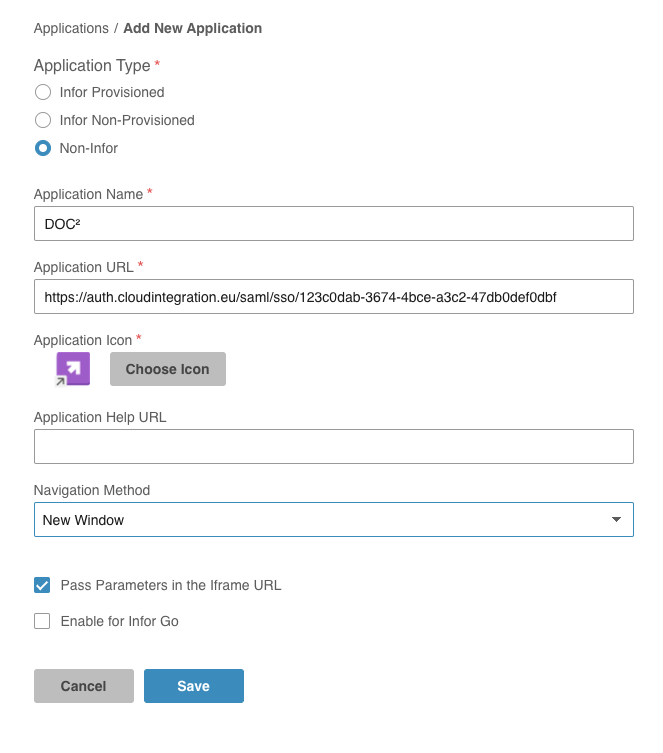 Applications / Add New Application
Application Type *
Infor Provisioned
Infor Non-Provisioned
Non-Infor
Application Name *
DOC²
Application URL *
https://auth.cloudintegration.eu/saml/sso/123c0dab-3674-4bce-a3c2-47db0def0dbf
Application Icon *
Choose Icon
Application Help URL
Navigation Method
New Window
Pass Parameters in the Iframe URL
Enable for Infor Go
Cancel Save